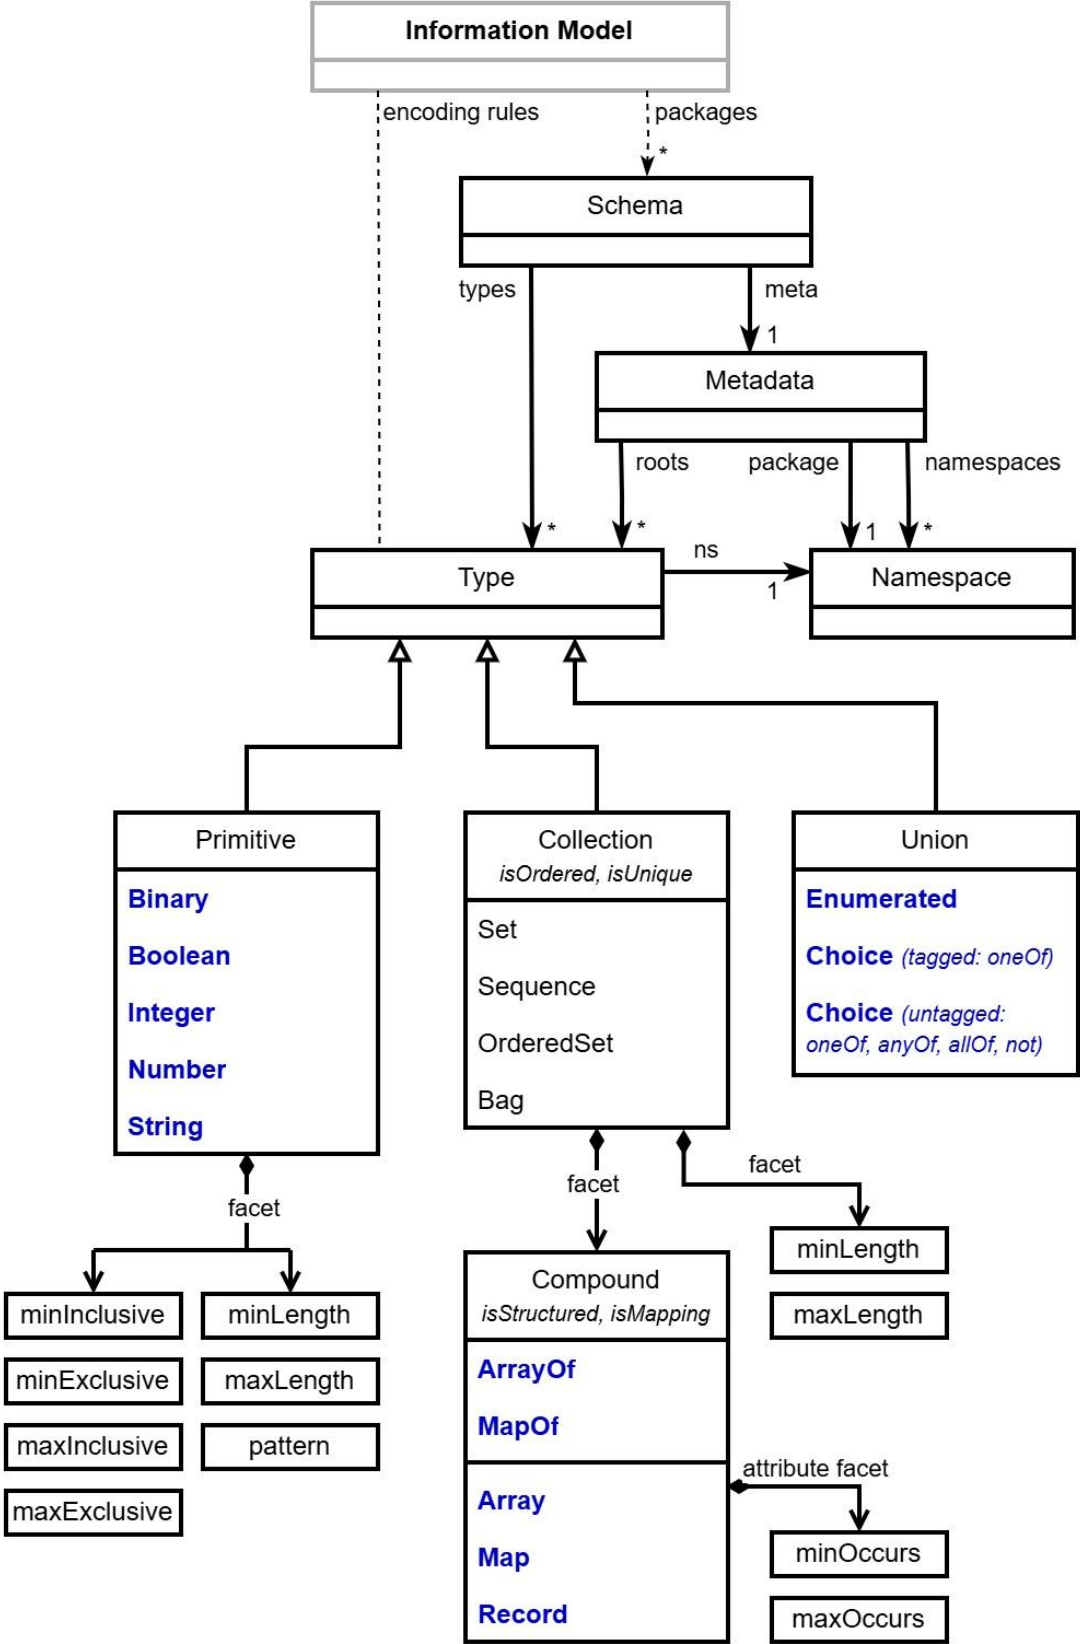 Information Model
encoding rules
packages
*
Schema
types
meta
1
Metadata
roots
package
namespaces
*
*
1
*
ns
1
Type
Namespace
Primitive
Binary
Boolean
Integer
Number
String
Collection
isOrdered, isUnique
Set
Sequence
OrderedSet
Bag
Union
Enumerated
Choice (tagged: oneOf)
Choice (untagged:
oneOf, anyOf, allOf, not)
facet
minInclusive
minExclusive
maxInclusive
maxExclusive
minLength
maxLength
pattern
facet
facet
minLength
maxLength
Compound
isStructured, isMapping
ArrayOf
MapOf
Array
Map
Record
attribute facet
minOccurs
maxOccurs